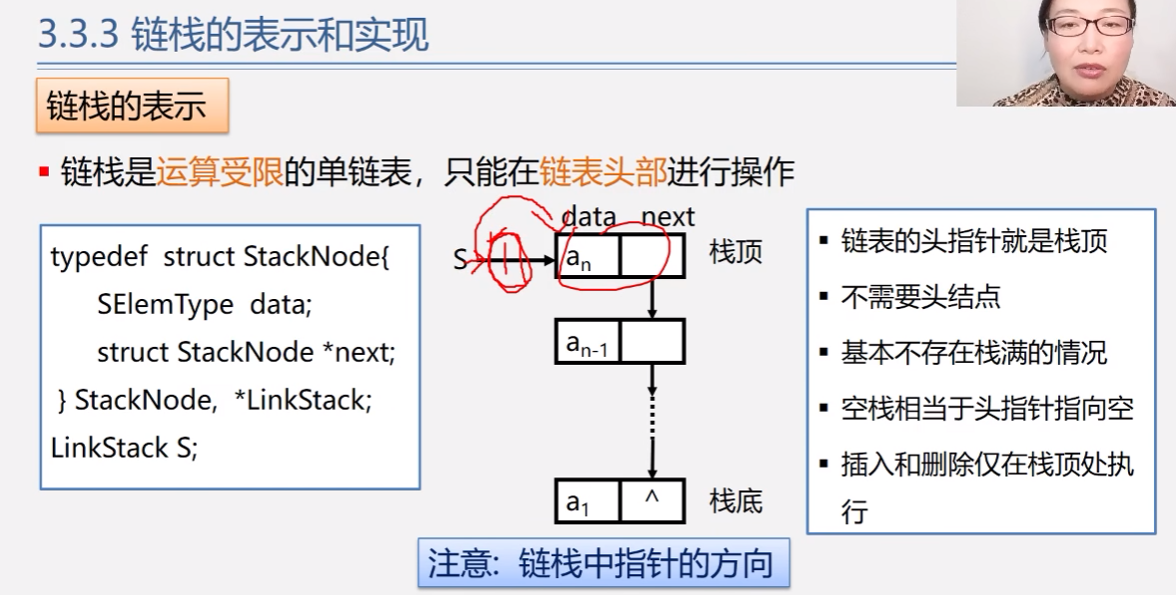 3.3.3 链栈的表示和实现
链栈的表示
▪ 链栈是运算受限的单链表，只能在链表头部进行操作
typedef struct StackNode{
SElemType data;
struct StackNode *next;
} StackNode, *LinkStack;
LinkStack S;
data next
S an 栈顶
an-1
a1 ^ 栈底
▪ 链表的头指针就是栈顶
▪ 不需要头结点
▪ 基本不存在栈满的情况
▪ 空栈相当于头指针指向空
▪ 插入和删除仅在栈顶处执
行
注意: 链栈中指针的方向